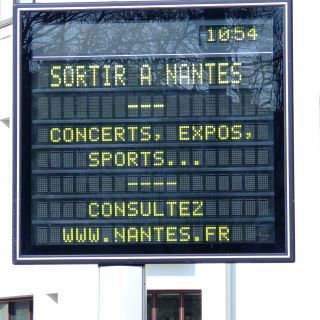 10:54
SORTIR A NANTES
---
CONCERTS, EXPOS,
SPORTS...
----
CONSULTEZ
WWW.NANTES.FR